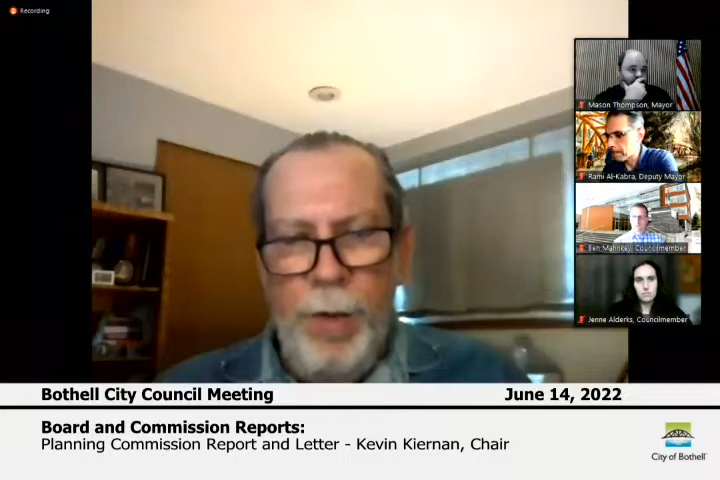 Recording
Mason Thompson, Mayor
Rami Al-Kabra, Deputy Mayor
Ben Mahnkey, Councilmember
Jenne Alderks, Councilmember
Bothell City Council Meeting
June 14, 2022
Board and Commission Reports:
Planning Commission Report and Letter - Kevin Kiernan, Chair
City of Bothell